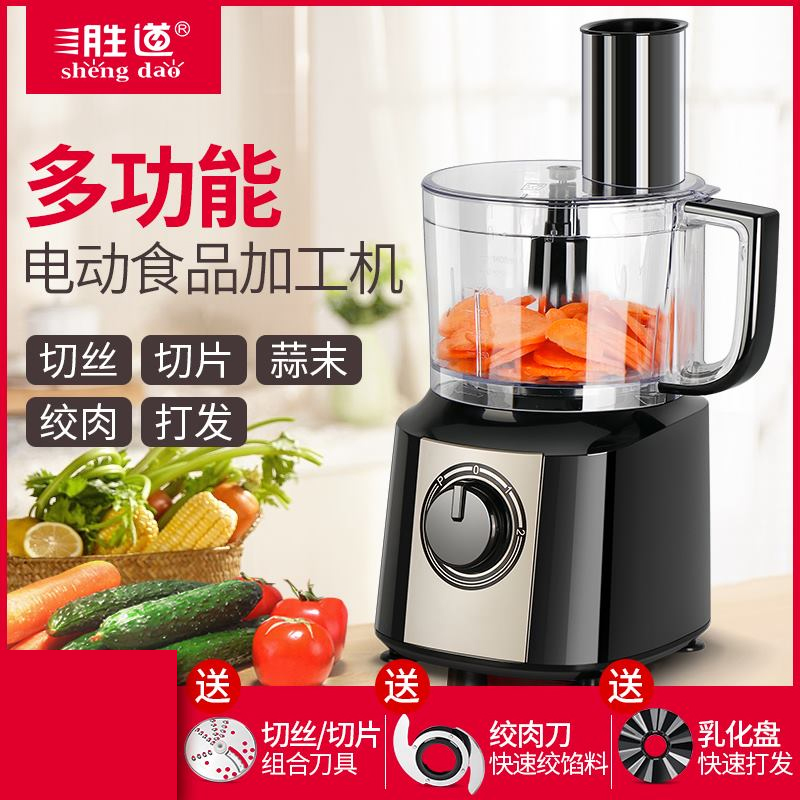 胜道®
sheng dao
多功能
电动食品加工机
切丝 切片 蒜末
绞肉 打发
P 0 1 2
送 送 送
切丝/切片
组合刀具
绞肉刀
快速绞馅料
乳化盘
快速打发